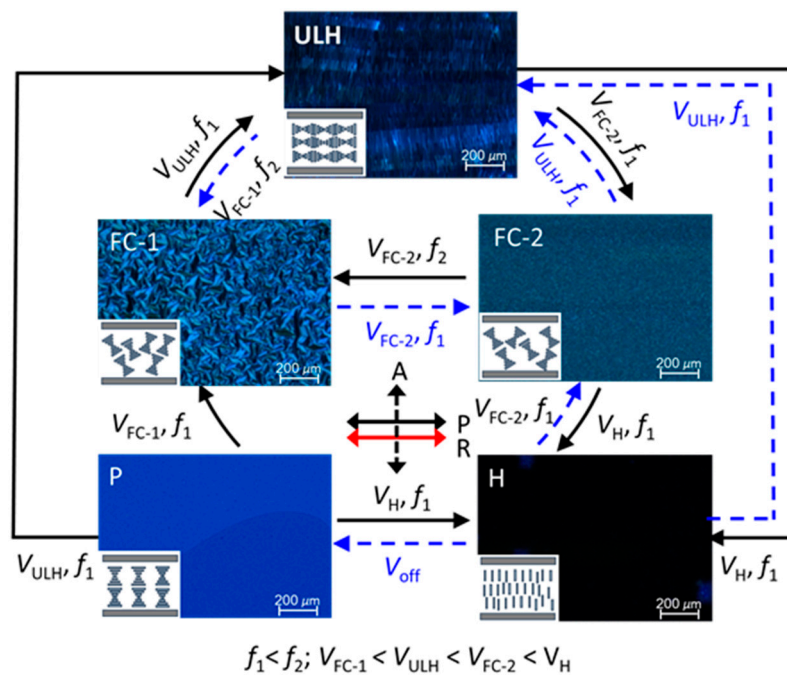 ULH
200 µm
V_ULH, f_1
V_FC-1, f_2
V_FC-2, f_1
V_ULH, f_1
V_ULH, f_1
FC-1
200 µm
V_FC-2, f_2
V_FC-2, f_1
FC-2
200 µm
A
P
R
V_FC-1, f_1
V_FC-2, f_1
V_H, f_1
P
200 µm
V_H, f_1
V_off
H
200 µm
V_ULH, f_1
V_H, f_1
f_1< f_2; V_FC-1 < V_ULH < V_FC-2 < V_H